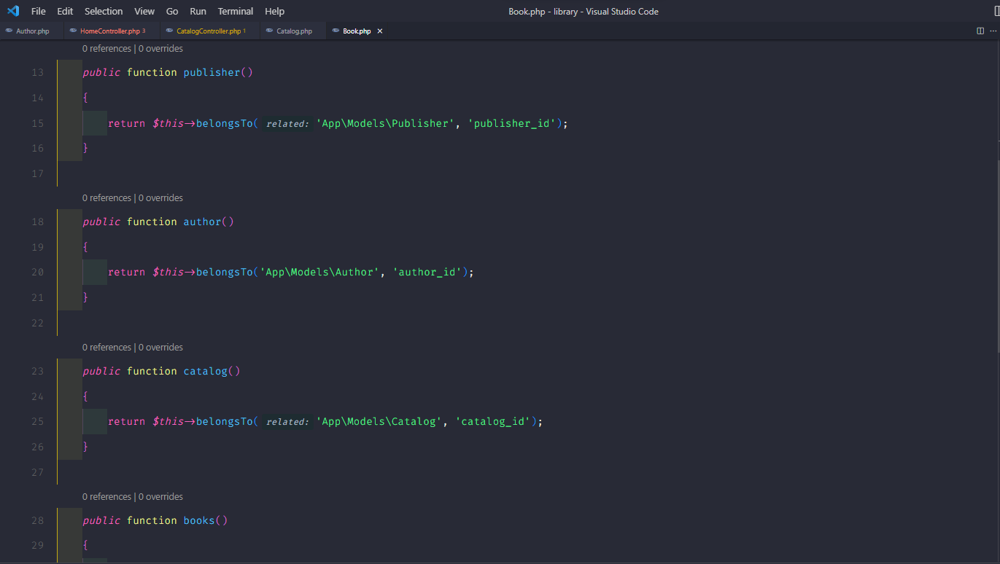 File Edit Selection View Go Run Terminal Help Book.php - library - Visual Studio Code
Author.php HomeController.php 3 CatalogController.php 1 Catalog.php Book.php ×
0 references | 0 overrides
13 public function publisher()
14 {
15 return $this->belongsTo( related: 'App\Models\Publisher', 'publisher_id');
16 }
17
0 references | 0 overrides
18 public function author()
19 {
20 return $this->belongsTo('App\Models\Author', 'author_id');
21 }
22
0 references | 0 overrides
23 public function catalog()
24 {
25 return $this->belongsTo( related: 'App\Models\Catalog', 'catalog_id');
26 }
27
0 references | 0 overrides
28 public function books()
29 {